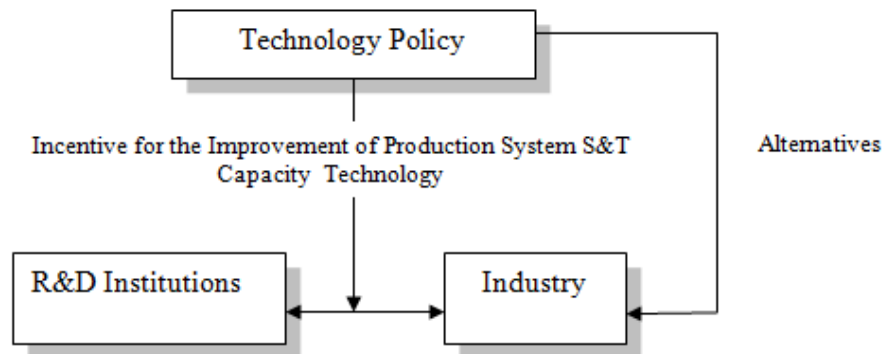 Technology Policy
Incentive for the Improvement of Production System S&T
Capacity Technology
Alternatives
R&D Institutions
Industry